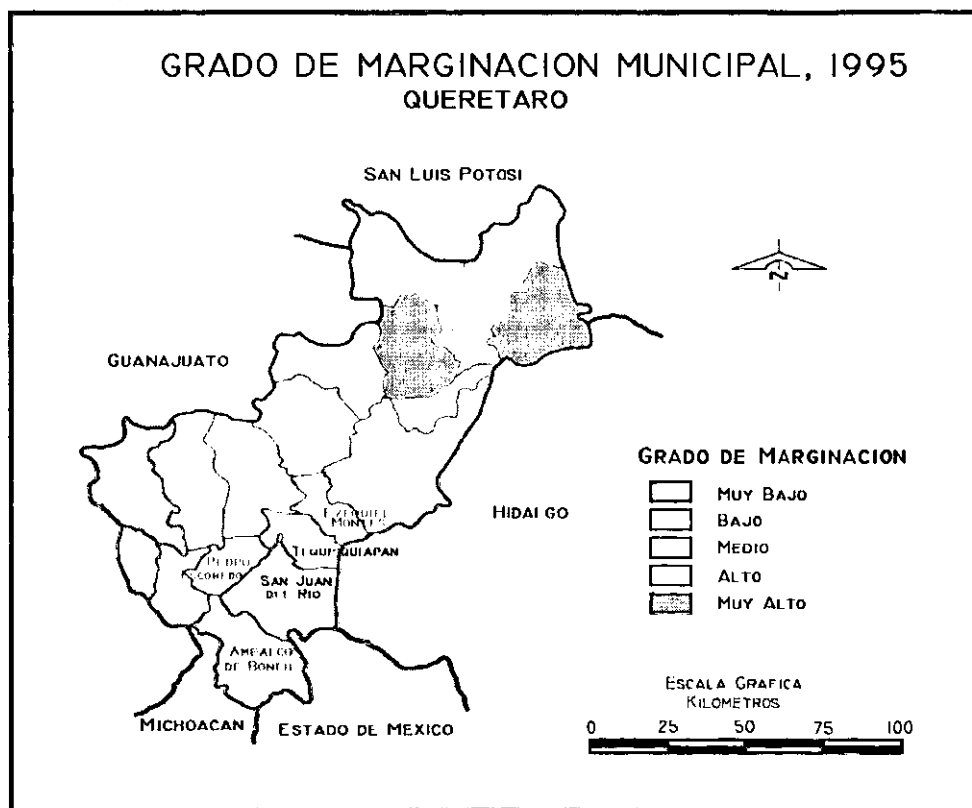 GRADO DE MARGINACION MUNICIPAL, 1995
QUERETARO
SAN LUIS POTOSI
N
GUANAJUATO
GRADO DE MARGINACION
MUY BAJO
BAJO
MEDIO
ALTO
MUY ALTO
HIDALGO
EZEQUIEL
MONTES
TEQUISQUIAPAN
PEDRO
ESCOBEDO
SAN JUAN
DEL RIO
AMEALCO
DE BONFIL
MICHOACAN
ESTADO DE MEXICO
ESCALA GRAFICA
KILOMETROS
0 25 50 75 100